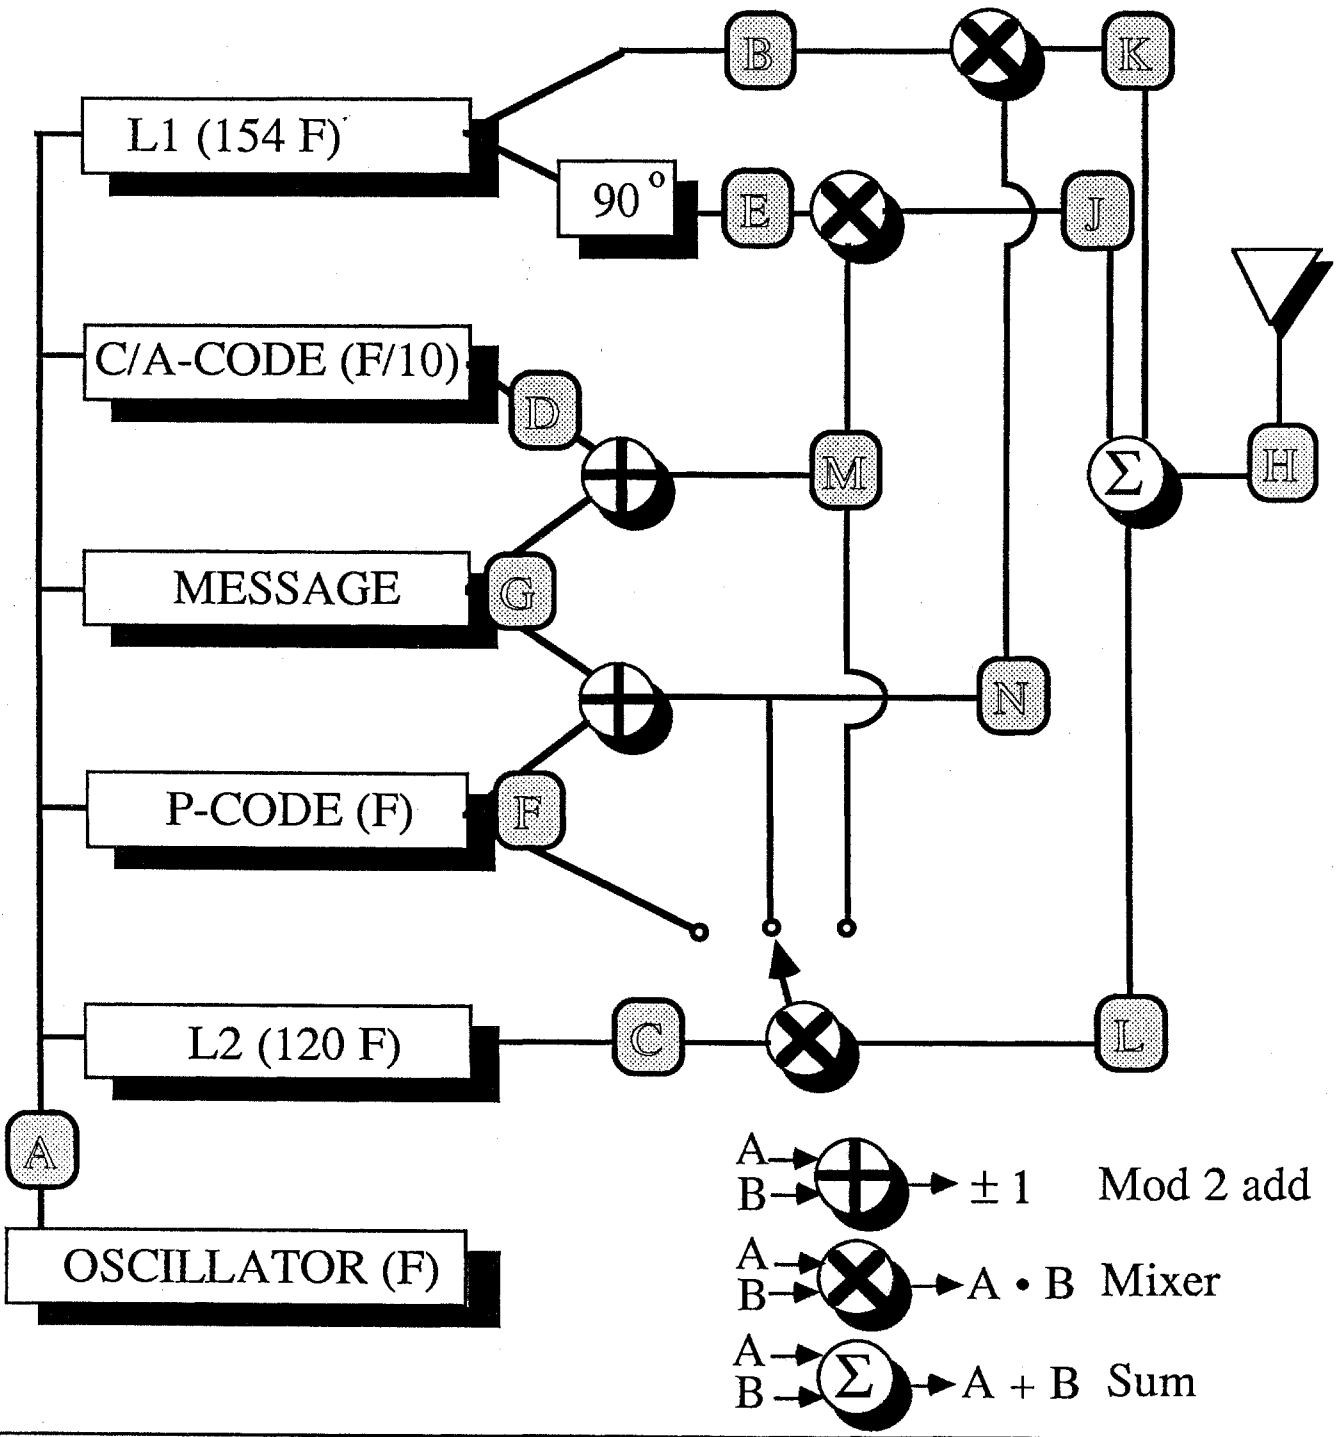 B
K
L1 (154 F)
90°
E
J
C/A-CODE (F/10)
D
M
Σ
H
MESSAGE
G
N
P-CODE (F)
F
L2 (120 F)
C
L
A
OSCILLATOR (F)
A
B
± 1 Mod 2 add
A
B
A • B Mixer
A
B
Σ
A + B Sum